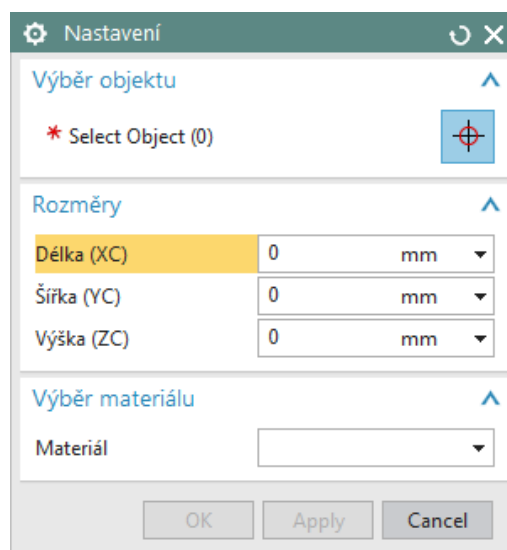 Nastavení
Výběr objektu
* Select Object (0)
Rozměry
Délka (XC) 0 mm
Šířka (YC) 0 mm
Výška (ZC) 0 mm
Výběr materiálu
Materiál
OK Apply Cancel